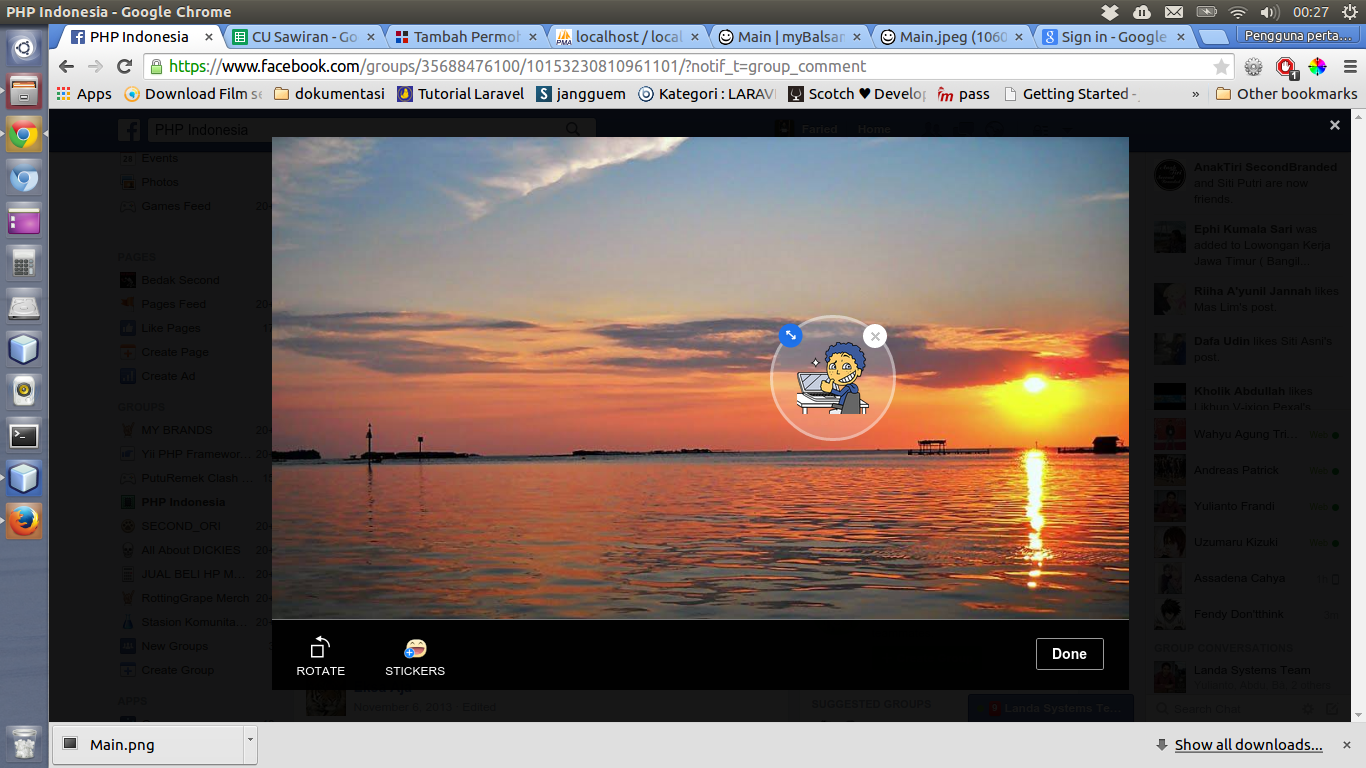 PHP Indonesia - Google Chrome
00:27
PHP Indonesia
CU Sawiran - Go
Tambah Permoh
localhost / local
Main | myBalsam
Main.jpeg (1060
Sign in - Google
Pengguna perta...
https://www.facebook.com/groups/35688476100/10153230810961101/?notif_t=group_comment
1
Apps
Download Film se
dokumentasi
Tutorial Laravel
jangguem
Kategori : LARAV
Scotch ♥ Develop
pass
Getting Started -
»
Other bookmarks
PHP Indonesia
Faried
Home
Events
Photos
Games Feed
20+
PAGES
Bedak Second
Pages Feed
20+
Like Pages
Create Page
Create Ad
GROUPS
MY BRANDS
Yii PHP Framewor...
PutuRemek Clash ...
PHP Indonesia
SECOND_ORI
All About DICKIES
JUAL BELI HP M...
RottingGrape Merch
Stasion Komunita...
New Groups
Create Group
APPS
AnakTiri SecondBranded
and Siti Putri are now
friends.
Ephi Kumala Sari was
added to Lowongan Kerja
Jawa Timur ( Bangil...
Riiha A'yunil Jannah likes
Mas Lim's post.
Dafa Udin likes Siti Asni's
post.
Kholik Abdullah likes
Wahyu Agung Tri...
Andreas Patrick
Yulianto Frandi
Uzumaru Kizuki
Assadena Cahya
Fendy Don'tthink
GROUP CONVERSATIONS
Landa Systems Team
Search Chat
ROTATE
STICKERS
Done
November 6, 2013 · Edited
SUGGESTED GROUPS
Landa Systems Te...
Main.png
Show all downloads...